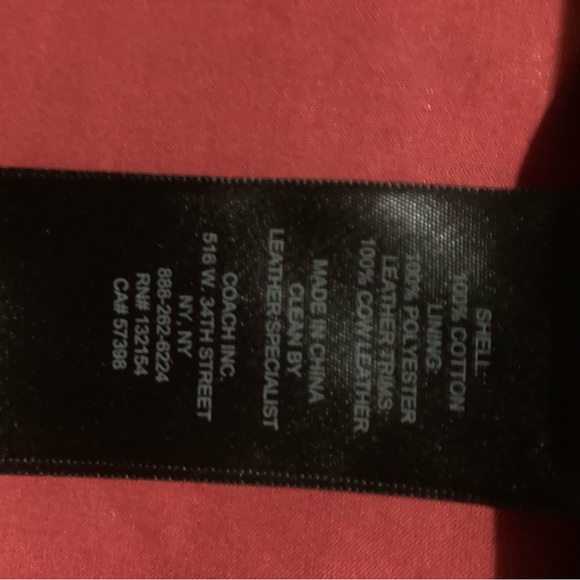 SHELL
100% COTTON
LINING
100% POLYESTER
LEATHER TRIMS
100% COW LEATHER
MADE IN CHINA
CLEAN BY
LEATHER SPECIALIST
COACH INC.
516 W. 34TH STREET
NY, NY
888-262-6224
RN# 132154
CA# 57398